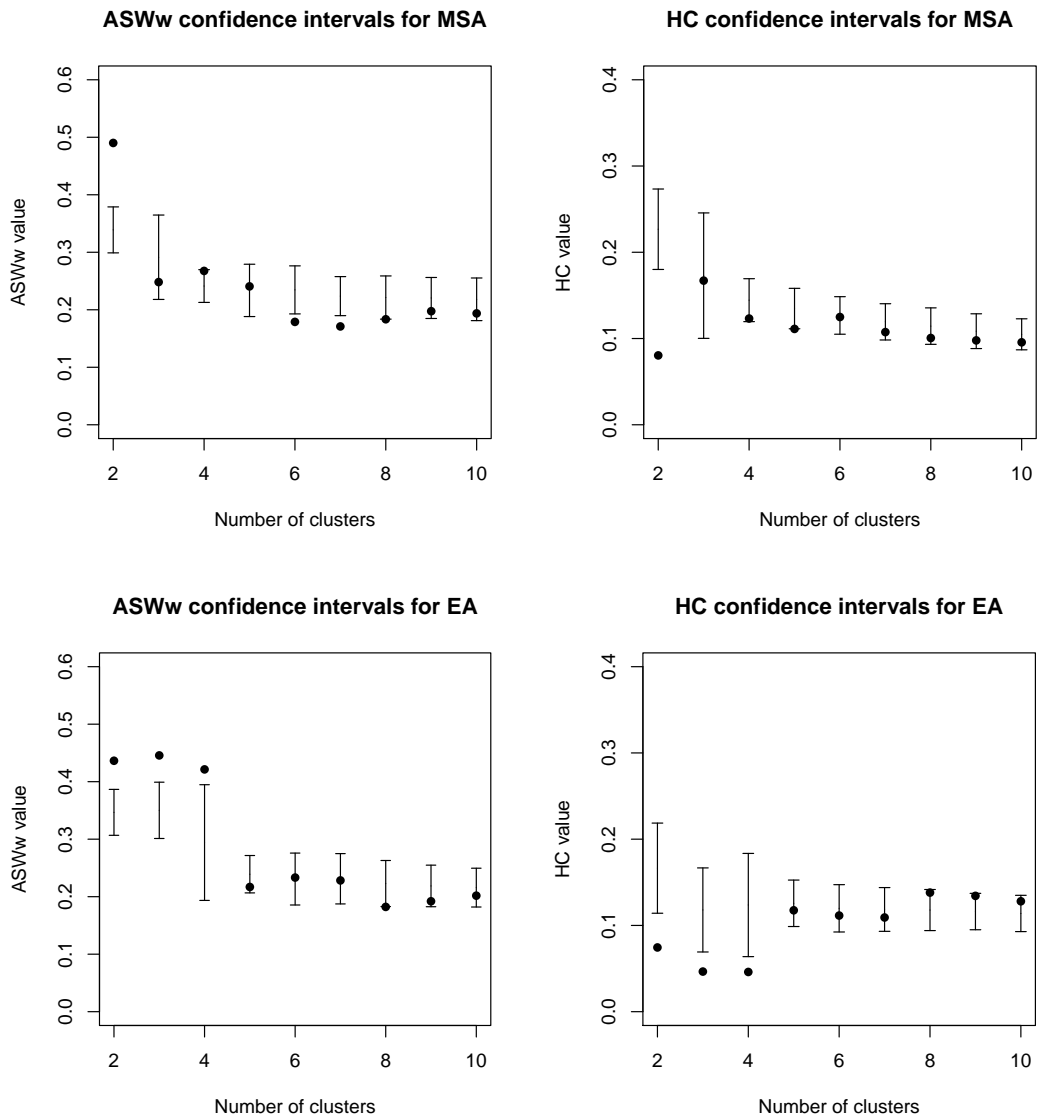 ASWw confidence intervals for MSA
HC confidence intervals for MSA
0.6
0.5
0.4
0.3
0.2
0.1
0.0
ASWw value
2 4 6 8 10
Number of clusters
0.4
0.3
0.2
0.1
0.0
HC value
2 4 6 8 10
Number of clusters
ASWw confidence intervals for EA
HC confidence intervals for EA
0.6
0.5
0.4
0.3
0.2
0.1
0.0
ASWw value
2 4 6 8 10
Number of clusters
0.4
0.3
0.2
0.1
0.0
HC value
2 4 6 8 10
Number of clusters